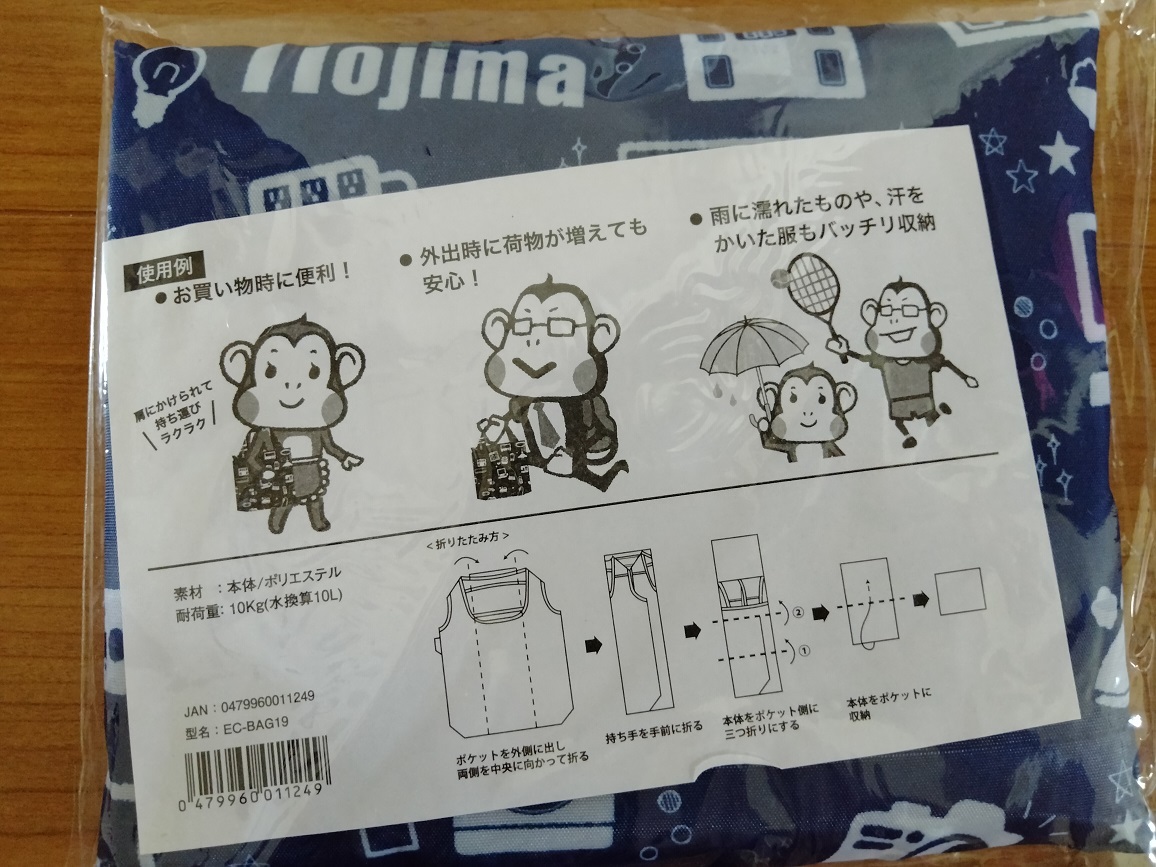 nojima
使用例
●お買い物時に便利!
肩にかけられて
持ち運び
ラクラク
●外出時に荷物が増えても
安心!
●雨に濡れたものや、汗を
かいた服もバッチリ収納
素材 :本体/ポリエステル
耐荷重: 10Kg(水換算10L)
JAN:0479960011249
型名:EC-BAG19
0 479960 011249
<折りたたみ方>
②
①
ポケットを外側に出し
両側を中央に向かって折る
持ち手を手前に折る
本体をポケット側に
三つ折りにする
本体をポケットに
収納